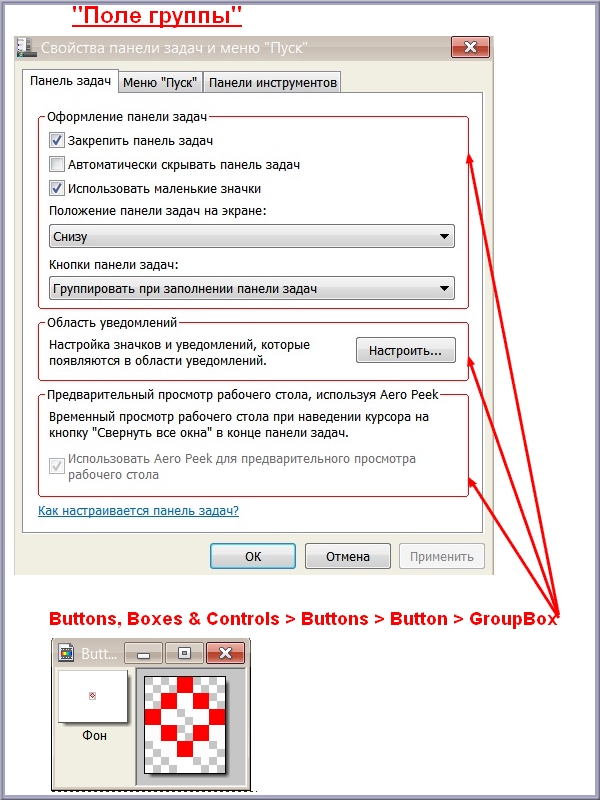 "Поле группы"
Свойства панели задач и меню "Пуск"
Панель задач Меню "Пуск" Панели инструментов
Оформление панели задач
Закрепить панель задач
Автоматически скрывать панель задач
Использовать маленькие значки
Положение панели задач на экране:
Снизу
Кнопки панели задач:
Группировать при заполнении панели задач
Область уведомлений
Настройка значков и уведомлений, которые
появляются в области уведомлений.
Настроить...
Предварительный просмотр рабочего стола, используя Aero Peek
Временный просмотр рабочего стола при наведении курсора на
кнопку "Свернуть все окна" в конце панели задач.
Использовать Aero Peek для предварительного просмотра
рабочего стола
Как настраивается панель задач?
ОК Отмена Применить
Buttons, Boxes & Controls > Buttons > Button > GroupBox
Butt...
Фон